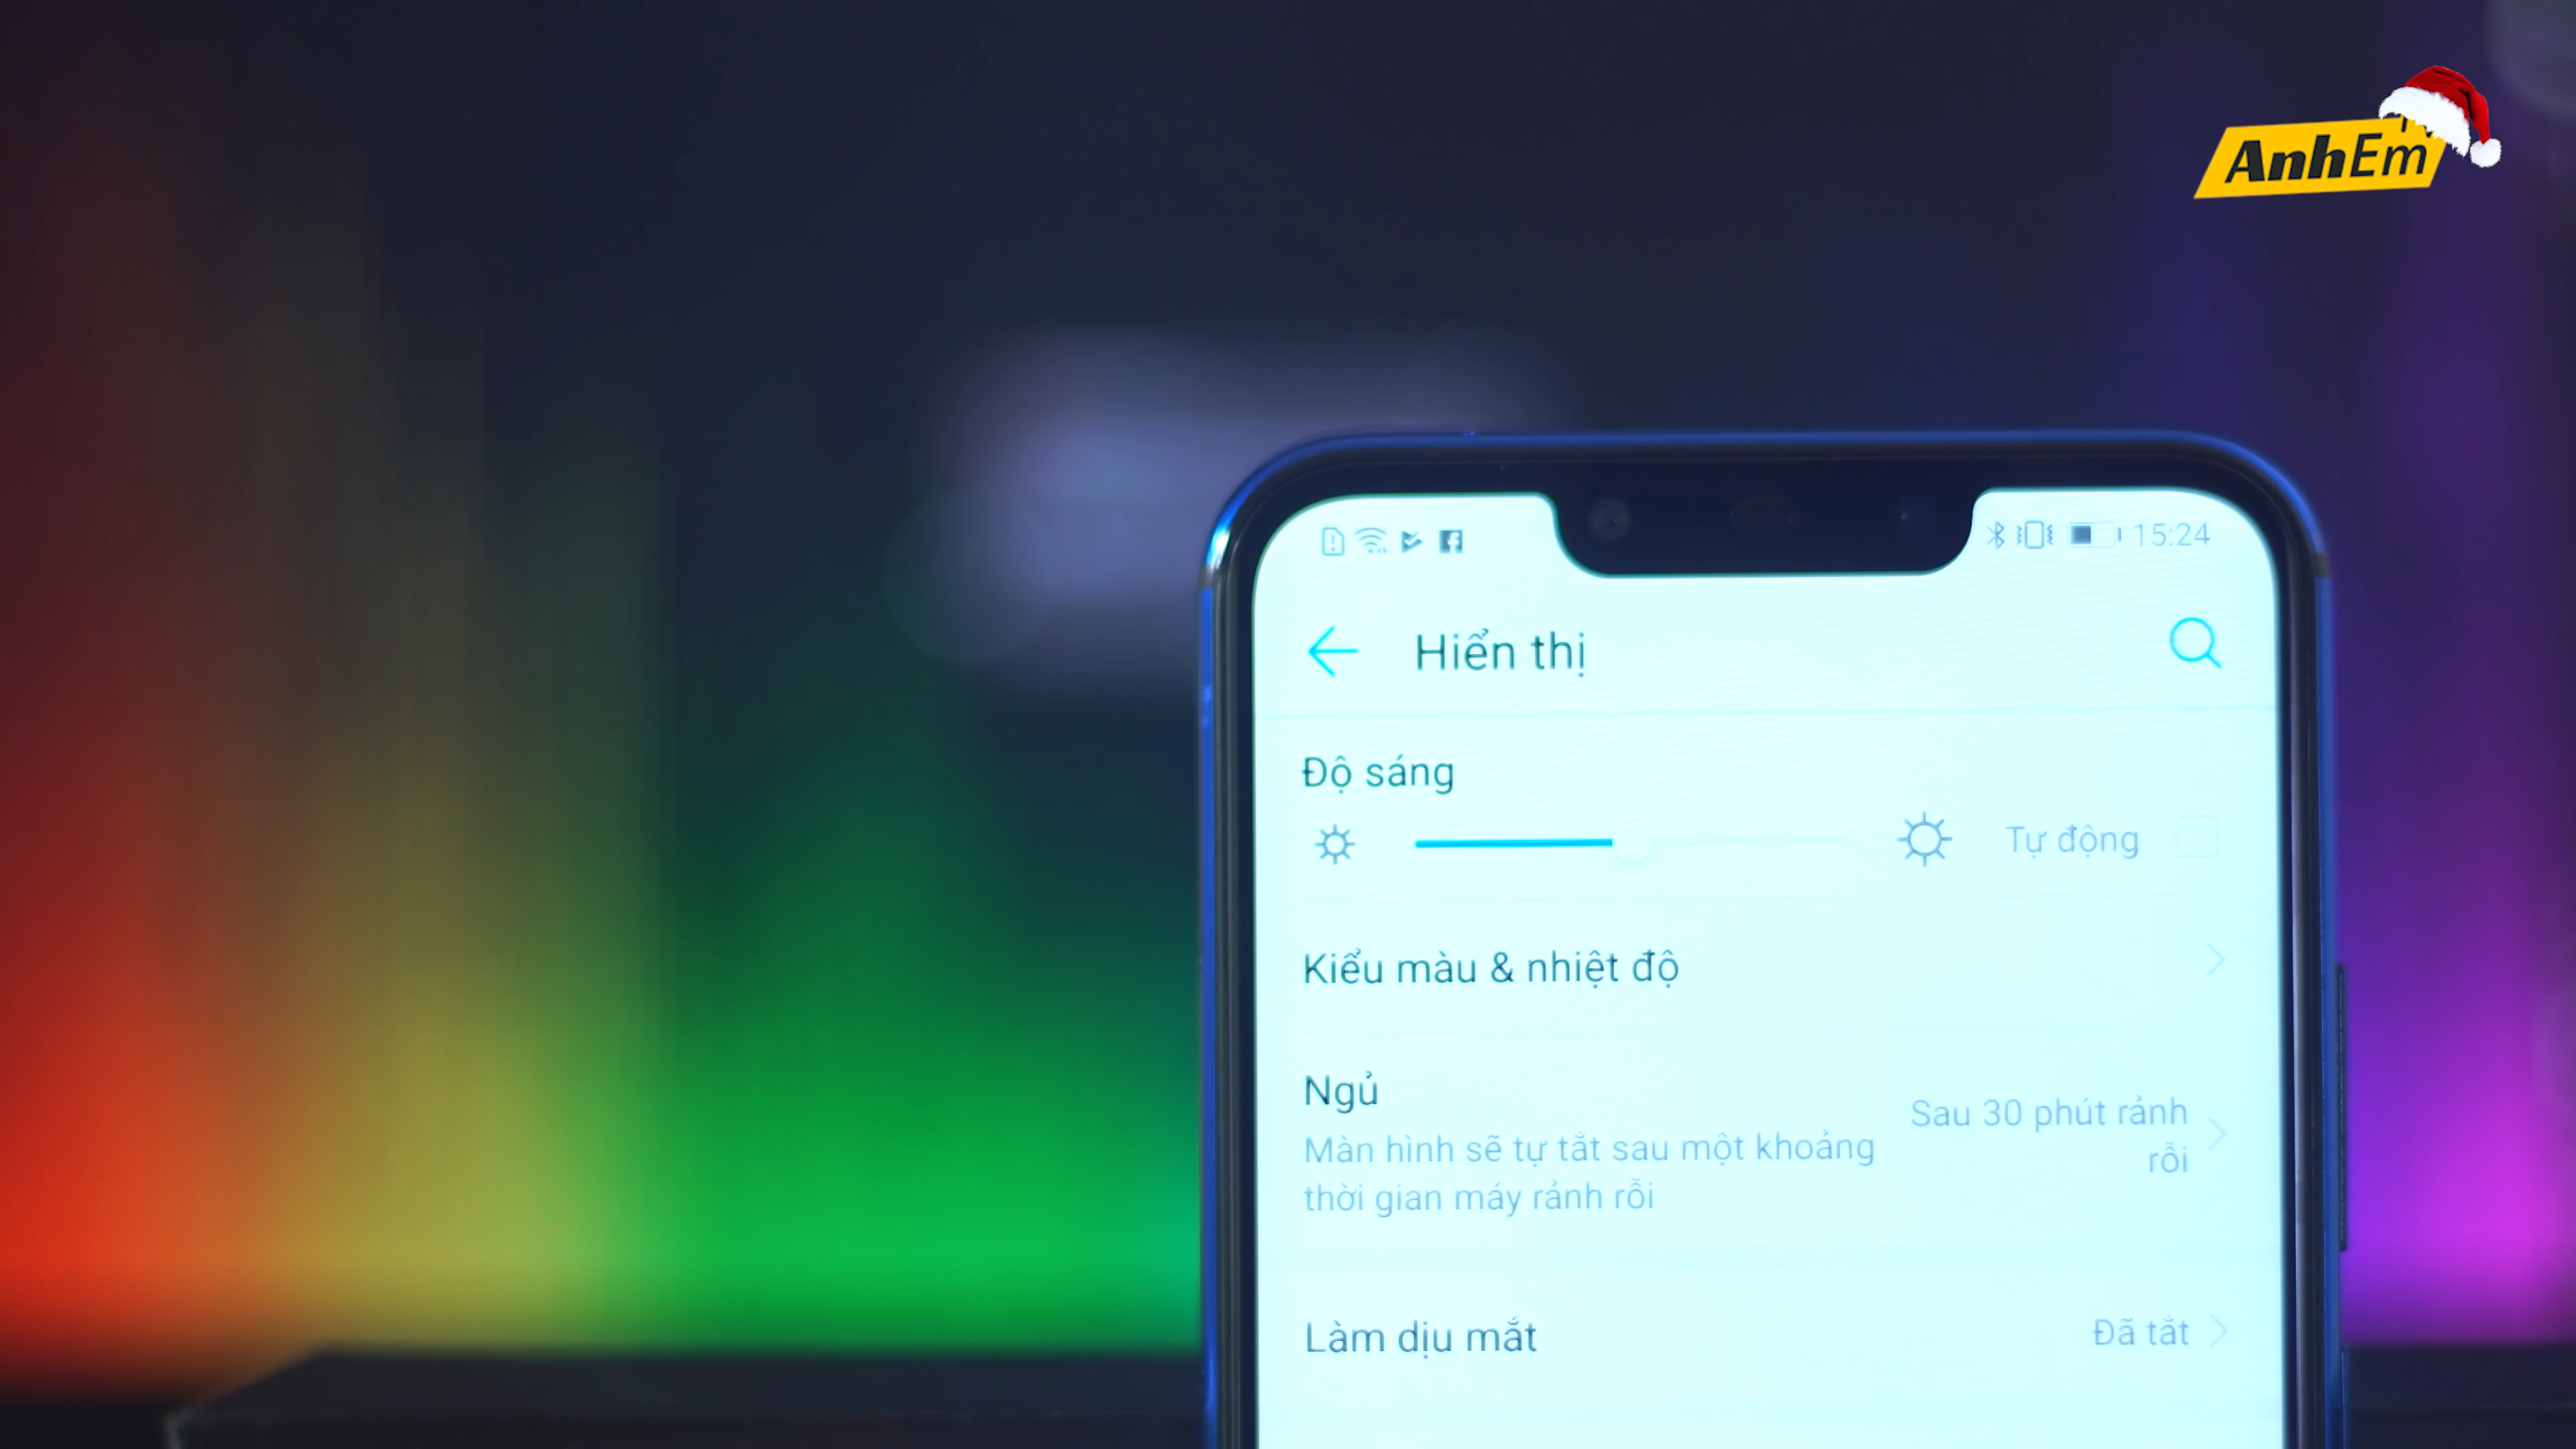 AnhEm
15:24
Hiển thị
Độ sáng
Tự động
Kiểu màu & nhiệt độ
Ngủ
Màn hình sẽ tự tắt sau một khoảng
thời gian máy rảnh rỗi
Sau 30 phút rảnh
rỗi
Làm dịu mắt
Đã tắt